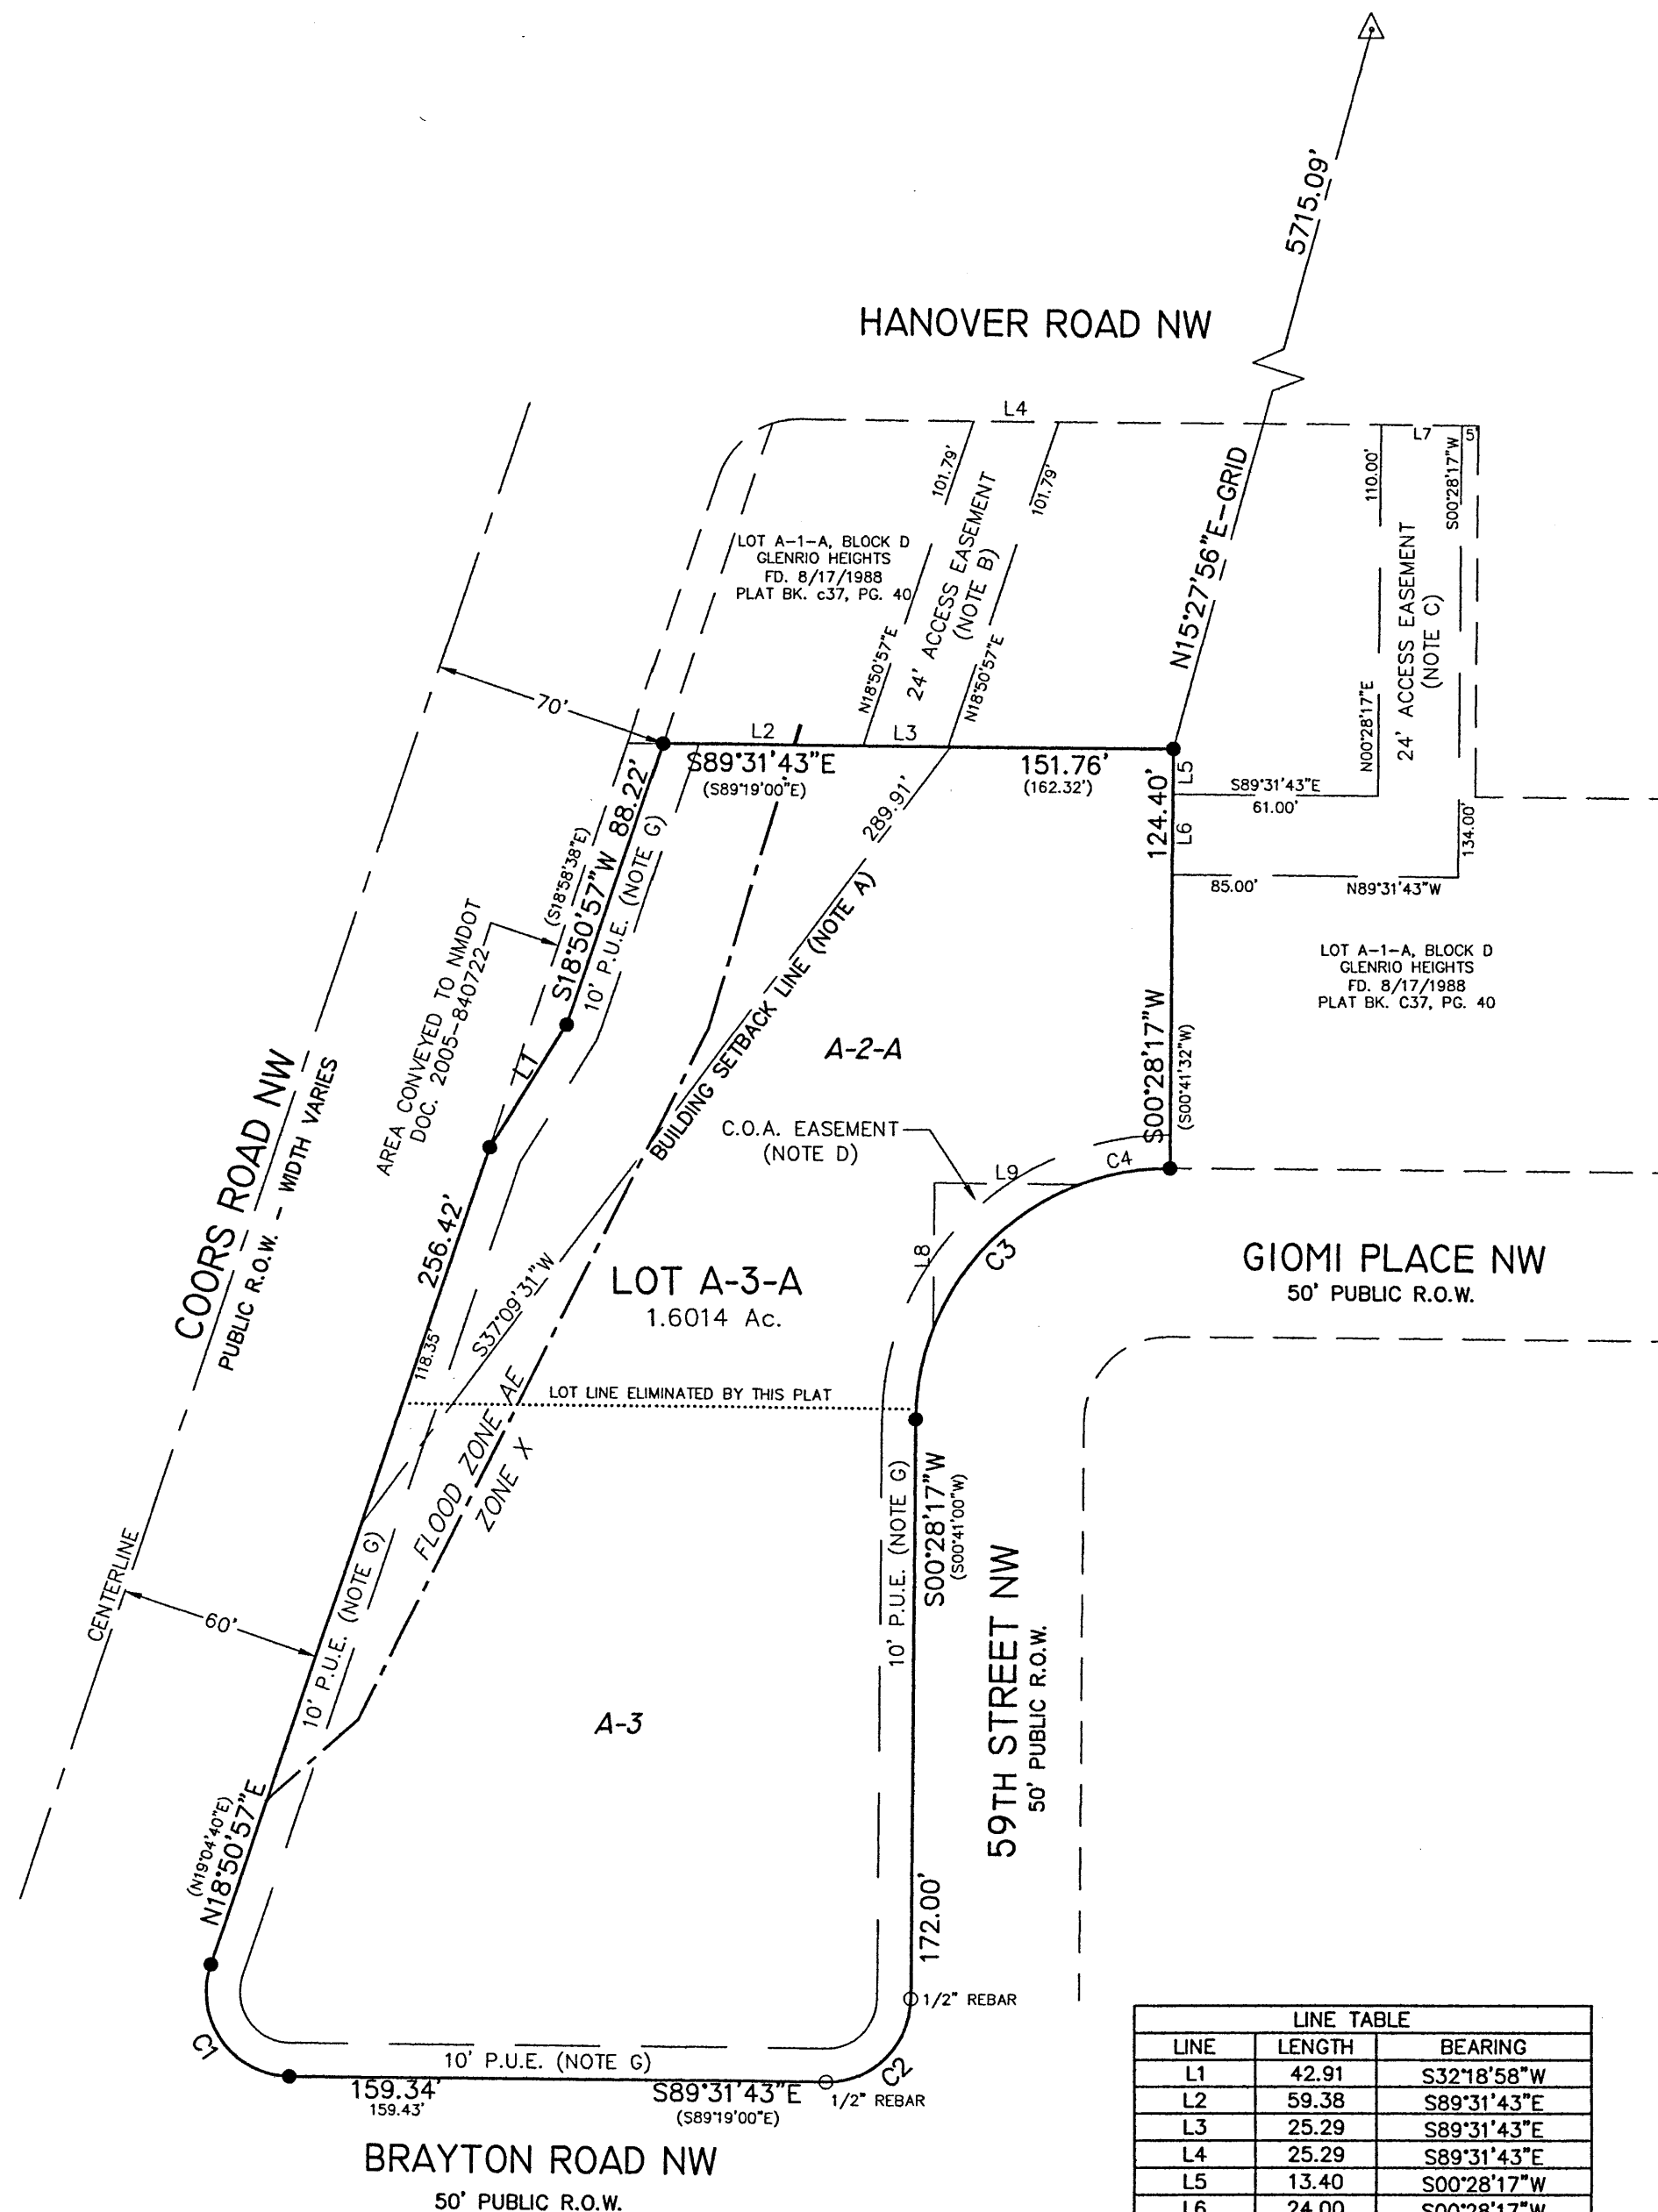 5715.09'
HANOVER ROAD NW
L4
L7
5'
101.79'
101.79'
110.00'
S00°28'17"W
N15°27'56"E-GRID
LOT A-1-A, BLOCK D
GLENRIO HEIGHTS
FD. 8/17/1988
PLAT BK. c37, PG. 40
24' ACCESS EASEMENT
(NOTE B)
24' ACCESS EASEMENT
(NOTE C)
N18°50'57"E
N18°50'57"E
N00°28'17"E
70'
L2
L3
S89°31'43"E
(S89°19'00"E)
151.76'
(162.32')
L5
S89°31'43"E
61.00'
124.40'
L6
134.00'
85.00'
N89°31'43"W
289.91'
S18°50'57"W 88.22'
(S18°58'38"E)
10' P.U.E. (NOTE G)
AREA CONVEYED TO NMDOT
DOC. 2005-840722
BUILDING SETBACK LINE (NOTE A)
LOT A-1-A, BLOCK D
GLENRIO HEIGHTS
FD. 8/17/1988
PLAT BK. C37, PG. 40
S00°28'17"W
(S00°41'32"W)
L1
A-2-A
C.O.A. EASEMENT
(NOTE D)
L9
C4
L8
C3
COORS ROAD NW
PUBLIC R.O.W. - WIDTH VARIES
256.42'
S37°09'31"W
118.35'
LOT A-3-A
1.6014 Ac.
GIOMI PLACE NW
50' PUBLIC R.O.W.
LOT LINE ELIMINATED BY THIS PLAT
FLOOD ZONE AE
ZONE X
CENTERLINE
60'
10' P.U.E. (NOTE G)
10' P.U.E. (NOTE G)
S00°28'17"W
(S00°41'00"W)
59TH STREET NW
50' PUBLIC R.O.W.
A-3
N18°50'57"E
(N19°04'40"E)
172.00'
1/2" REBAR
C1
10' P.U.E. (NOTE G)
C2
159.34'
159.43'
S89°31'43"E
(S89°19'00"E)
1/2" REBAR
BRAYTON ROAD NW
50' PUBLIC R.O.W.
LINE TABLE
LINE LENGTH BEARING
L1 42.91 S32°18'58"W
L2 59.38 S89°31'43"E
L3 25.29 S89°31'43"E
L4 25.29 S89°31'43"E
L5 13.40 S00°28'17"W
L6 24.00 S00°28'17"W